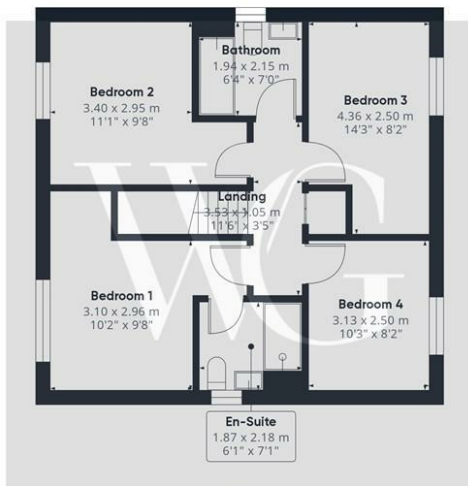 Bathroom
1.94 x 2.15 m
6'4" x 7'0"
Bedroom 2
3.40 x 2.95 m
11'1" x 9'8"
Bedroom 3
4.36 x 2.50 m
14'3" x 8'2"
Landing
3.53 x 1.05 m
11'6" x 3'5"
WG
Bedroom 1
3.10 x 2.96 m
10'2" x 9'8"
Bedroom 4
3.13 x 2.50 m
10'3" x 8'2"
En-Suite
1.87 x 2.18 m
6'1" x 7'1"